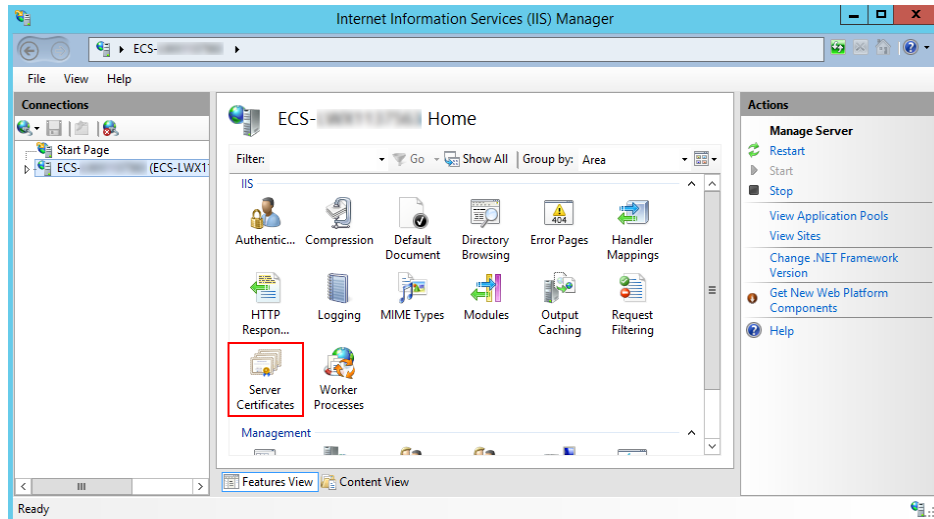 Internet Information Services (IIS) Manager
ECS-
File View Help
Connections
Start Page
ECS- (ECS-LWX1
ECS- Home
Filter: Go Show All Group by: Area
IIS
Authentic... Compression Default Document Directory Browsing Error Pages Handler Mappings
HTTP Respon... Logging MIME Types Modules Output Caching Request Filtering
Server Certificates Worker Processes
Management
Features View Content View
Actions
Manage Server
Restart
Start
Stop
View Application Pools
View Sites
Change .NET Framework
Version
Get New Web Platform
Components
Help
Ready